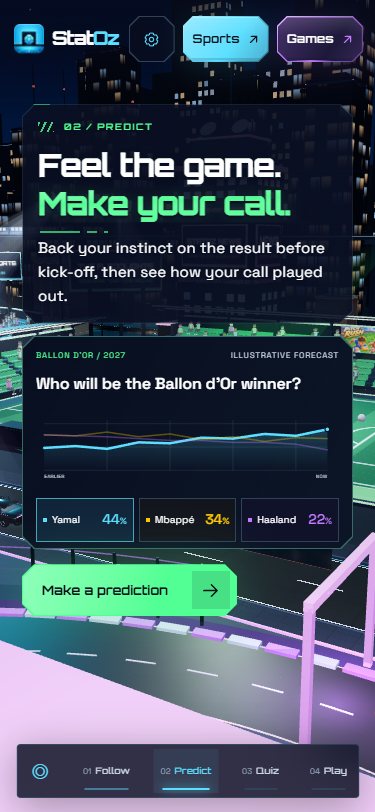 StatOz
Sports ↗
Games ↗
02 / PREDICT
Feel the game.
Make your call.
Back your instinct on the result before
kick-off, then see how your call played
out.
BALLON D'OR / 2027
ILLUSTRATIVE FORECAST
Who will be the Ballon d'Or winner?
EARLIER
NOW
Yamal 44%
Mbappé 34%
Haaland 22%
Make a prediction →
01 Follow
02 Predict
03 Quiz
04 Play